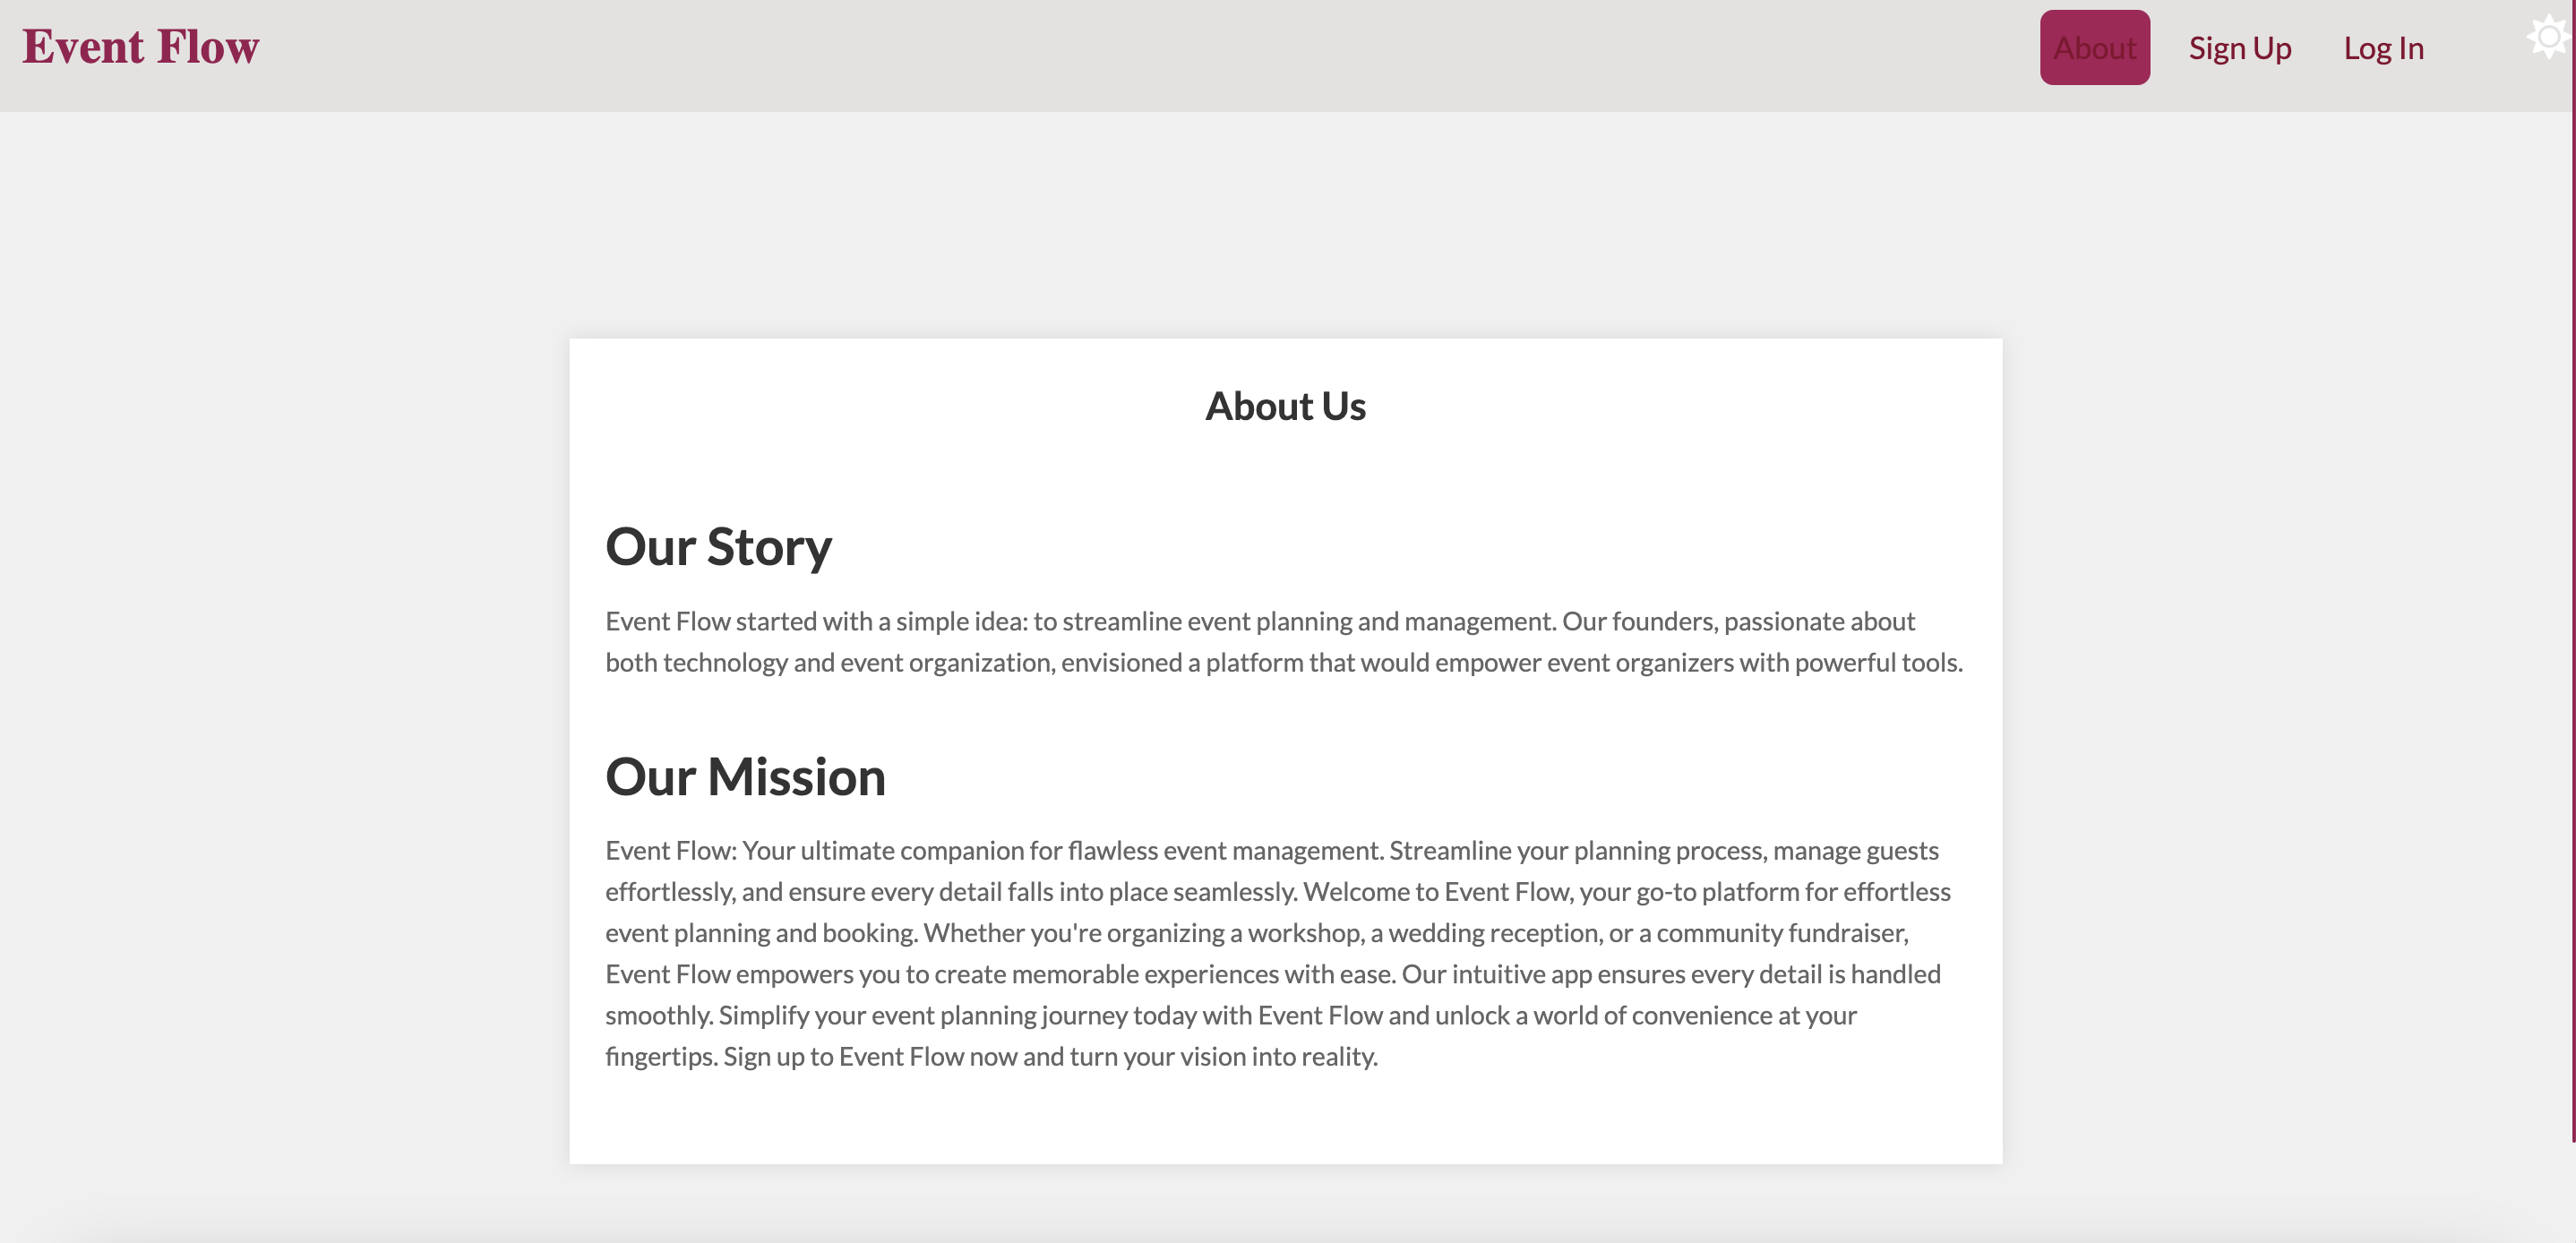 Event Flow
About
Sign Up
Log In
About Us
Our Story
Event Flow started with a simple idea: to streamline event planning and management. Our founders, passionate about
both technology and event organization, envisioned a platform that would empower event organizers with powerful tools.
Our Mission
Event Flow: Your ultimate companion for flawless event management. Streamline your planning process, manage guests
effortlessly, and ensure every detail falls into place seamlessly. Welcome to Event Flow, your go-to platform for effortless
event planning and booking. Whether you're organizing a workshop, a wedding reception, or a community fundraiser,
Event Flow empowers you to create memorable experiences with ease. Our intuitive app ensures every detail is handled
smoothly. Simplify your event planning journey today with Event Flow and unlock a world of convenience at your
fingertips. Sign up to Event Flow now and turn your vision into reality.